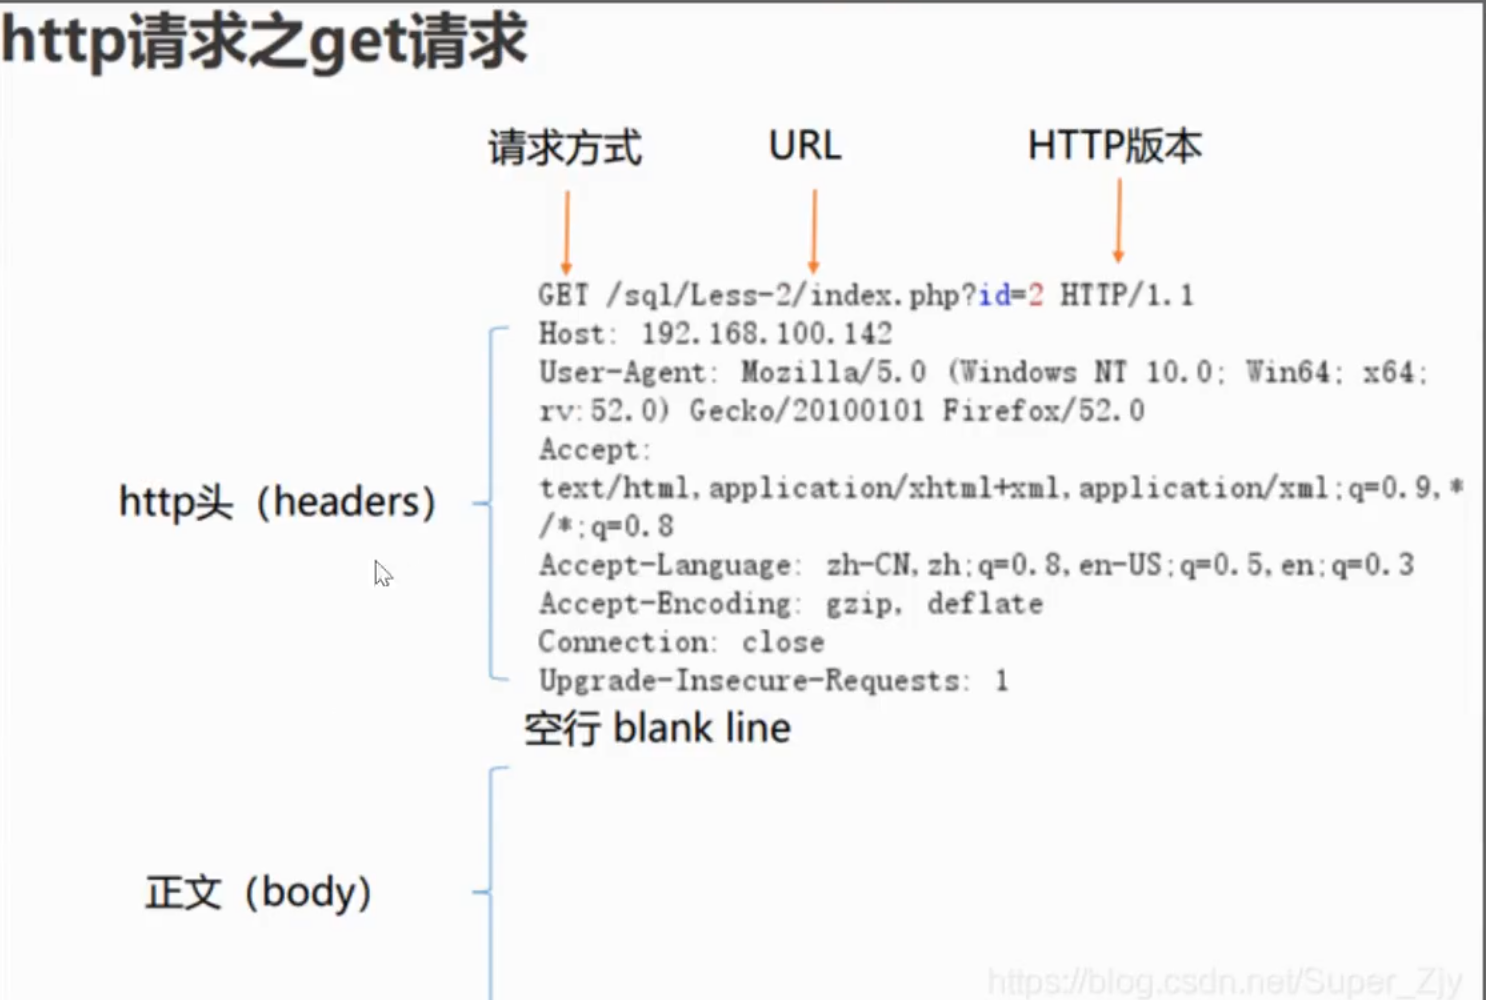 http请求之get请求
请求方式 URL HTTP版本
GET /sql/Less-2/index.php?id=2 HTTP/1.1
Host: 192.168.100.142
User-Agent: Mozilla/5.0 (Windows NT 10.0; Win64; x64;
rv:52.0) Gecko/20100101 Firefox/52.0
Accept:
text/html,application/xhtml+xml,application/xml;q=0.9,*
/*;q=0.8
http头（headers）
Accept-Language: zh-CN,zh;q=0.8,en-US;q=0.5,en;q=0.3
Accept-Encoding: gzip, deflate
Connection: close
Upgrade-Insecure-Requests: 1
空行 blank line
正文（body）
https://blog.csdn.net/Super_Zjy